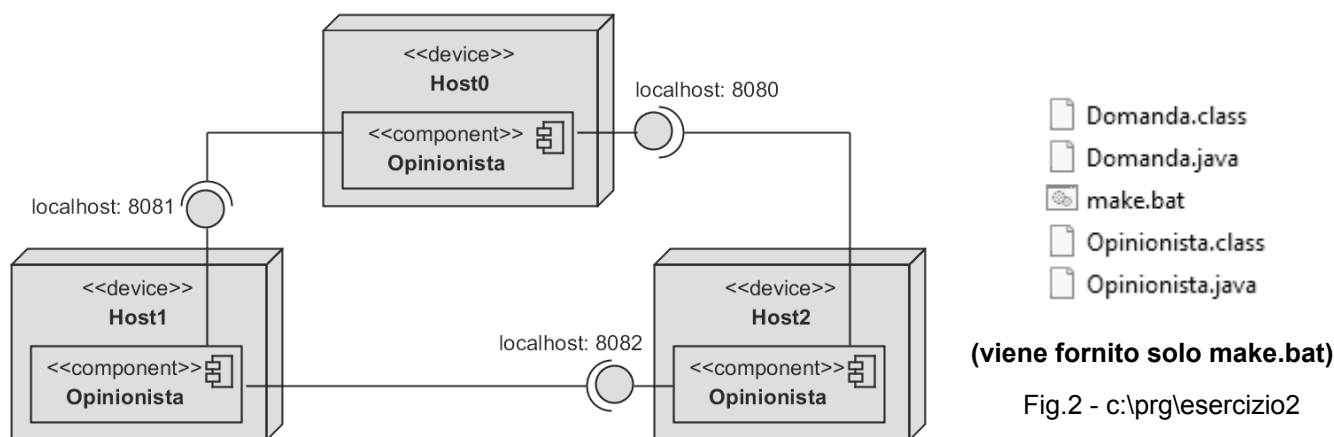 <<device>>
Host0
<<component>>
Opinionista
localhost: 8080
localhost: 8081
<<device>>
Host1
<<component>>
Opinionista
localhost: 8082
<<device>>
Host2
<<component>>
Opinionista
Domanda.class
Domanda.java
make.bat
Opinionista.class
Opinionista.java
(viene fornito solo make.bat)
Fig.2 - c:\prg\esercizio2